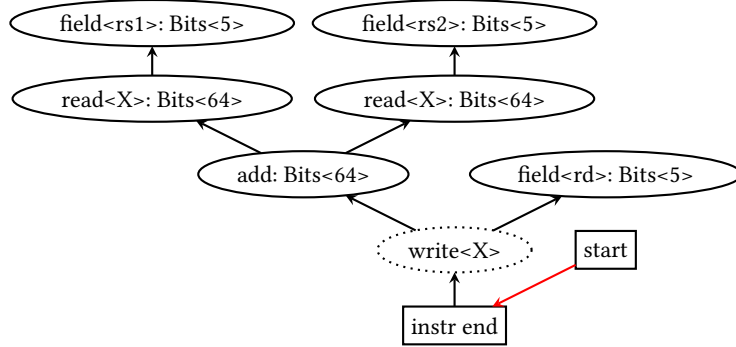 field<rs1>: Bits<5>
field<rs2>: Bits<5>
read<X>: Bits<64>
read<X>: Bits<64>
add: Bits<64>
field<rd>: Bits<5>
write<X>
start
instr end